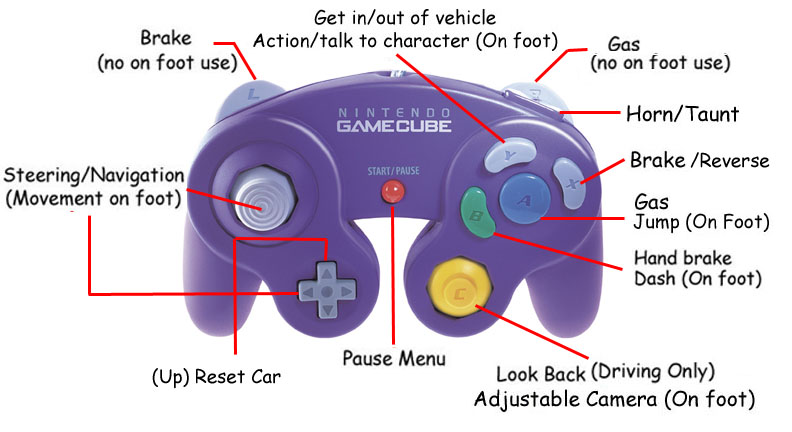 Get in/out of vehicle
Action/talk to character (On foot)
Brake
(no on foot use)
Gas
(no on foot use)
L
Z
Horn/Taunt
NINTENDO
GAMECUBE
Y
Brake /Reverse
X
START/PAUSE
Steering/Navigation
(Movement on foot)
A
Gas
Jump (On Foot)
B
Hand brake
Dash (On foot)
C
Pause Menu
(Up) Reset Car
Look Back (Driving Only)
Adjustable Camera (On foot)